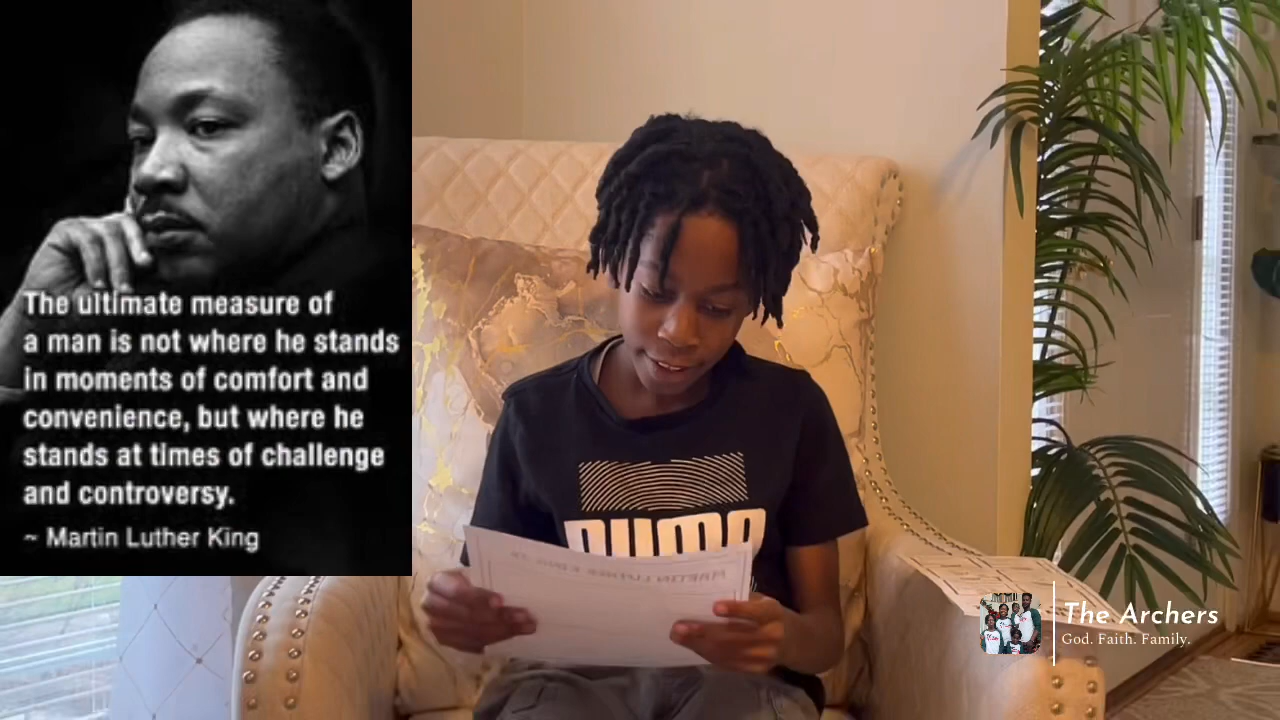 The ultimate measure of
a man is not where he stands
in moments of comfort and
convenience, but where he
stands at times of challenge
and controversy.
~ Martin Luther King
PUMA
The Archers
God. Faith. Family.